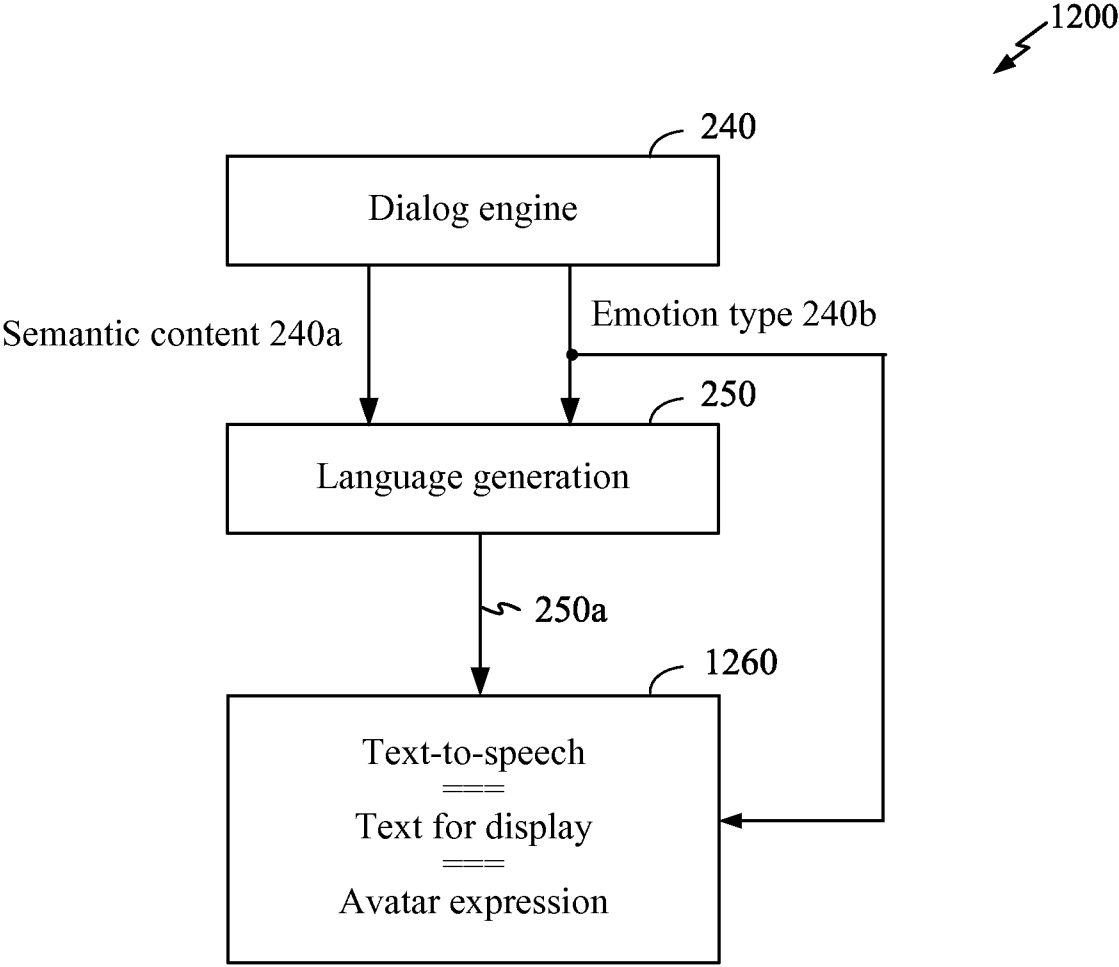 1200
240
Dialog engine
Semantic content 240a
Emotion type 240b
250
Language generation
250a
1260
Text-to-speech
===
Text for display
===
Avatar expression